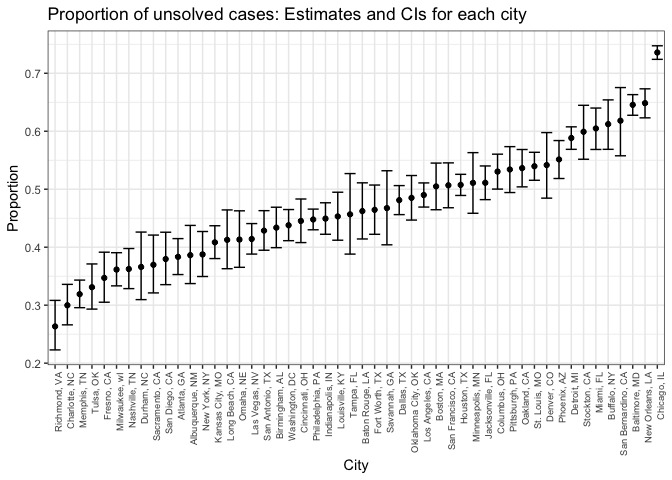 Proportion of unsolved cases: Estimates and CIs for each city
Proportion
0.7
0.6
0.5
0.4
0.3
0.2
Richmond, VA
Charlotte, NC
Memphis, TN
Tulsa, OK
Fresno, CA
Milwaukee, wI
Nashville, TN
Durham, NC
Sacramento, CA
San Diego, CA
Atlanta, GA
Albuquerque, NM
New York, NY
Kansas City, MO
Long Beach, CA
Omaha, NE
Las Vegas, NV
San Antonio, TX
Birmingham, AL
Washington, DC
Cincinnati, OH
Philadelphia, PA
Indianapolis, IN
Louisville, KY
Tampa, FL
Baton Rouge, LA
Fort Worth, TX
Savannah, GA
Dallas, TX
Oklahoma City, OK
Los Angeles, CA
Boston, MA
San Francisco, CA
Houston, TX
Minneapolis, MN
Jacksonville, FL
Columbus, OH
Pittsburgh, PA
Oakland, CA
St. Louis, MO
Denver, CO
Phoenix, AZ
Detroit, MI
Stockton, CA
Miami, FL
Buffalo, NY
San Bernardino, CA
Baltimore, MD
New Orleans, LA
Chicago, IL
City